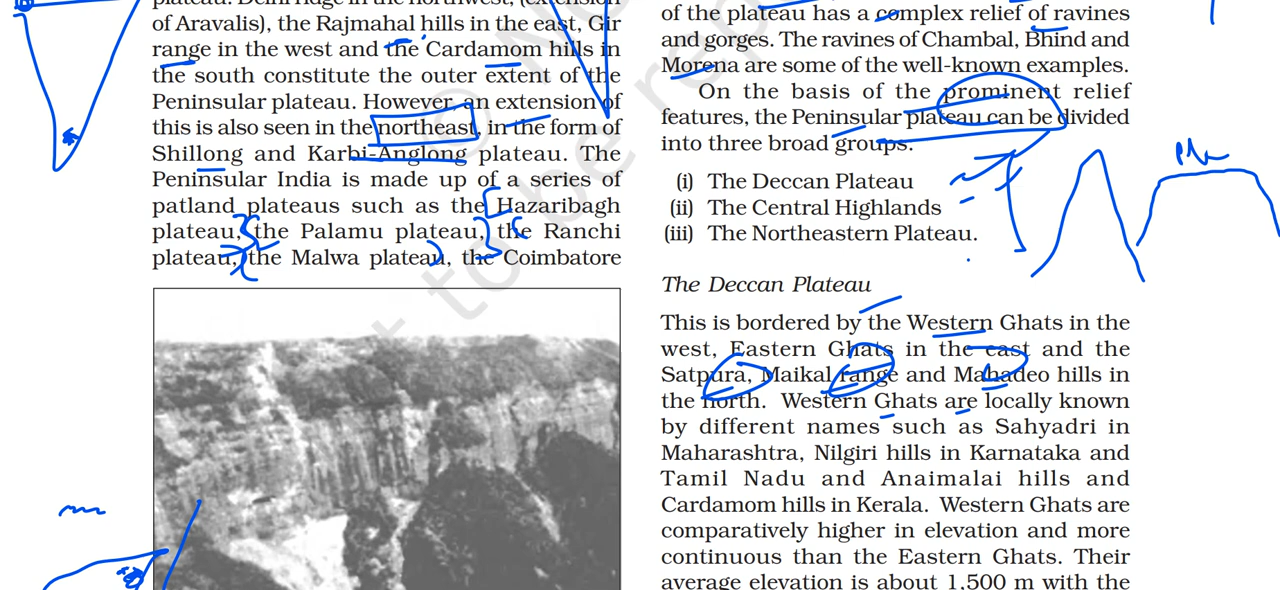 plateau. Delhi ridge in the northwest, (extension
of Aravalis), the Rajmahal hills in the east, Gir
range in the west and the Cardamom hills in
the south constitute the outer extent of the
Peninsular plateau. However, an extension of
this is also seen in the northeast, in the form of
Shillong and Karbi-Anglong plateau. The
Peninsular India is made up of a series of
patland plateaus such as the Hazaribagh
plateau, the Palamu plateau, the Ranchi
plateau, the Malwa plateau, the Coimbatore
of the plateau has a complex relief of ravines
and gorges. The ravines of Chambal, Bhind and
Morena are some of the well-known examples.
On the basis of the prominent relief
features, the Peninsular plateau can be divided
into three broad groups:
(i) The Deccan Plateau
(ii) The Central Highlands
(iii) The Northeastern Plateau.
The Deccan Plateau
This is bordered by the Western Ghats in the
west, Eastern Ghats in the east and the
Satpura, Maikal range and Mahadeo hills in
the north. Western Ghats are locally known
by different names such as Sahyadri in
Maharashtra, Nilgiri hills in Karnataka and
Tamil Nadu and Anaimalai hills and
Cardamom hills in Kerala. Western Ghats are
comparatively higher in elevation and more
continuous than the Eastern Ghats. Their
average elevation is about 1,500 m with the